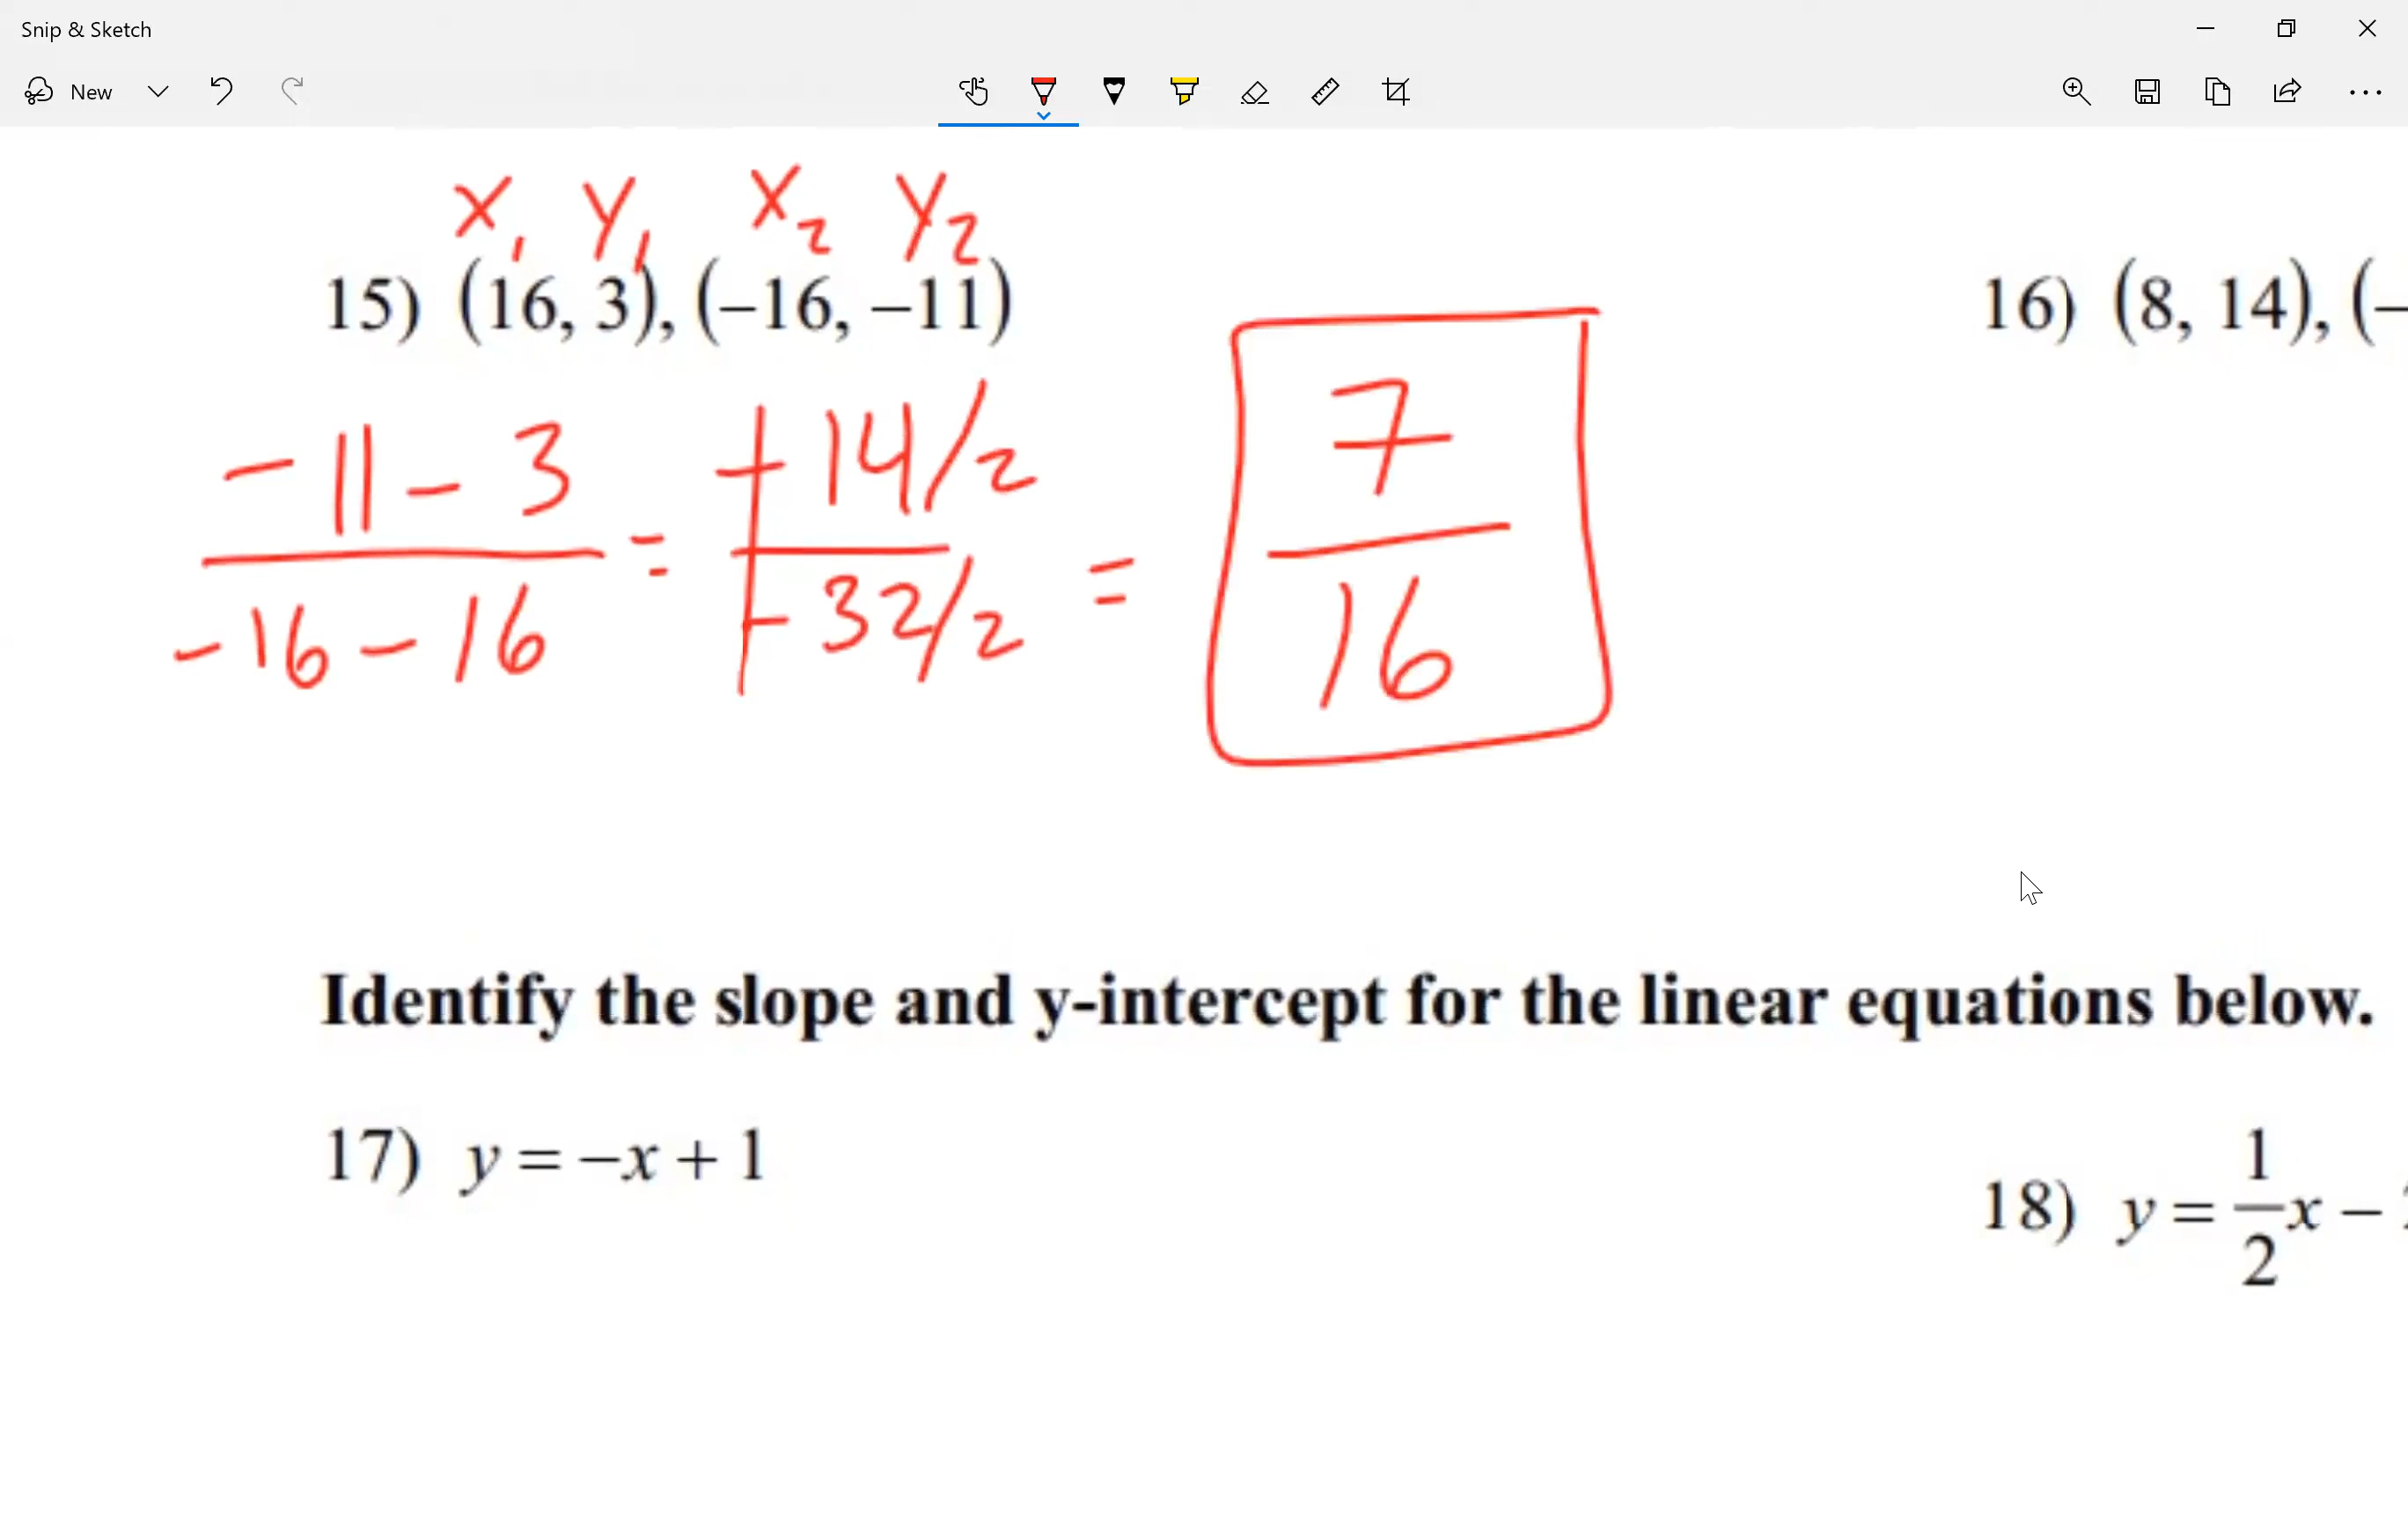 Snip & Sketch
New
x₁ y₁ x₂ y₂
15) (16, 3), (–16, –11)
16) (8, 14), (–
-11 - 3 / -16 - 16 = -14/2 / -32/2 = 7/16
Identify the slope and y-intercept for the linear equations below.
17) y = –x + 1
18) y = 1/2 x –